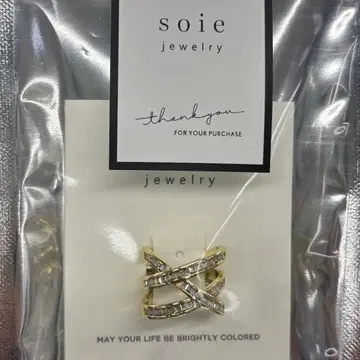 soie
jewelry
thank you
FOR YOUR PURCHASE
jewelry
MAY YOUR LIFE BE BRIGHTLY COLORED